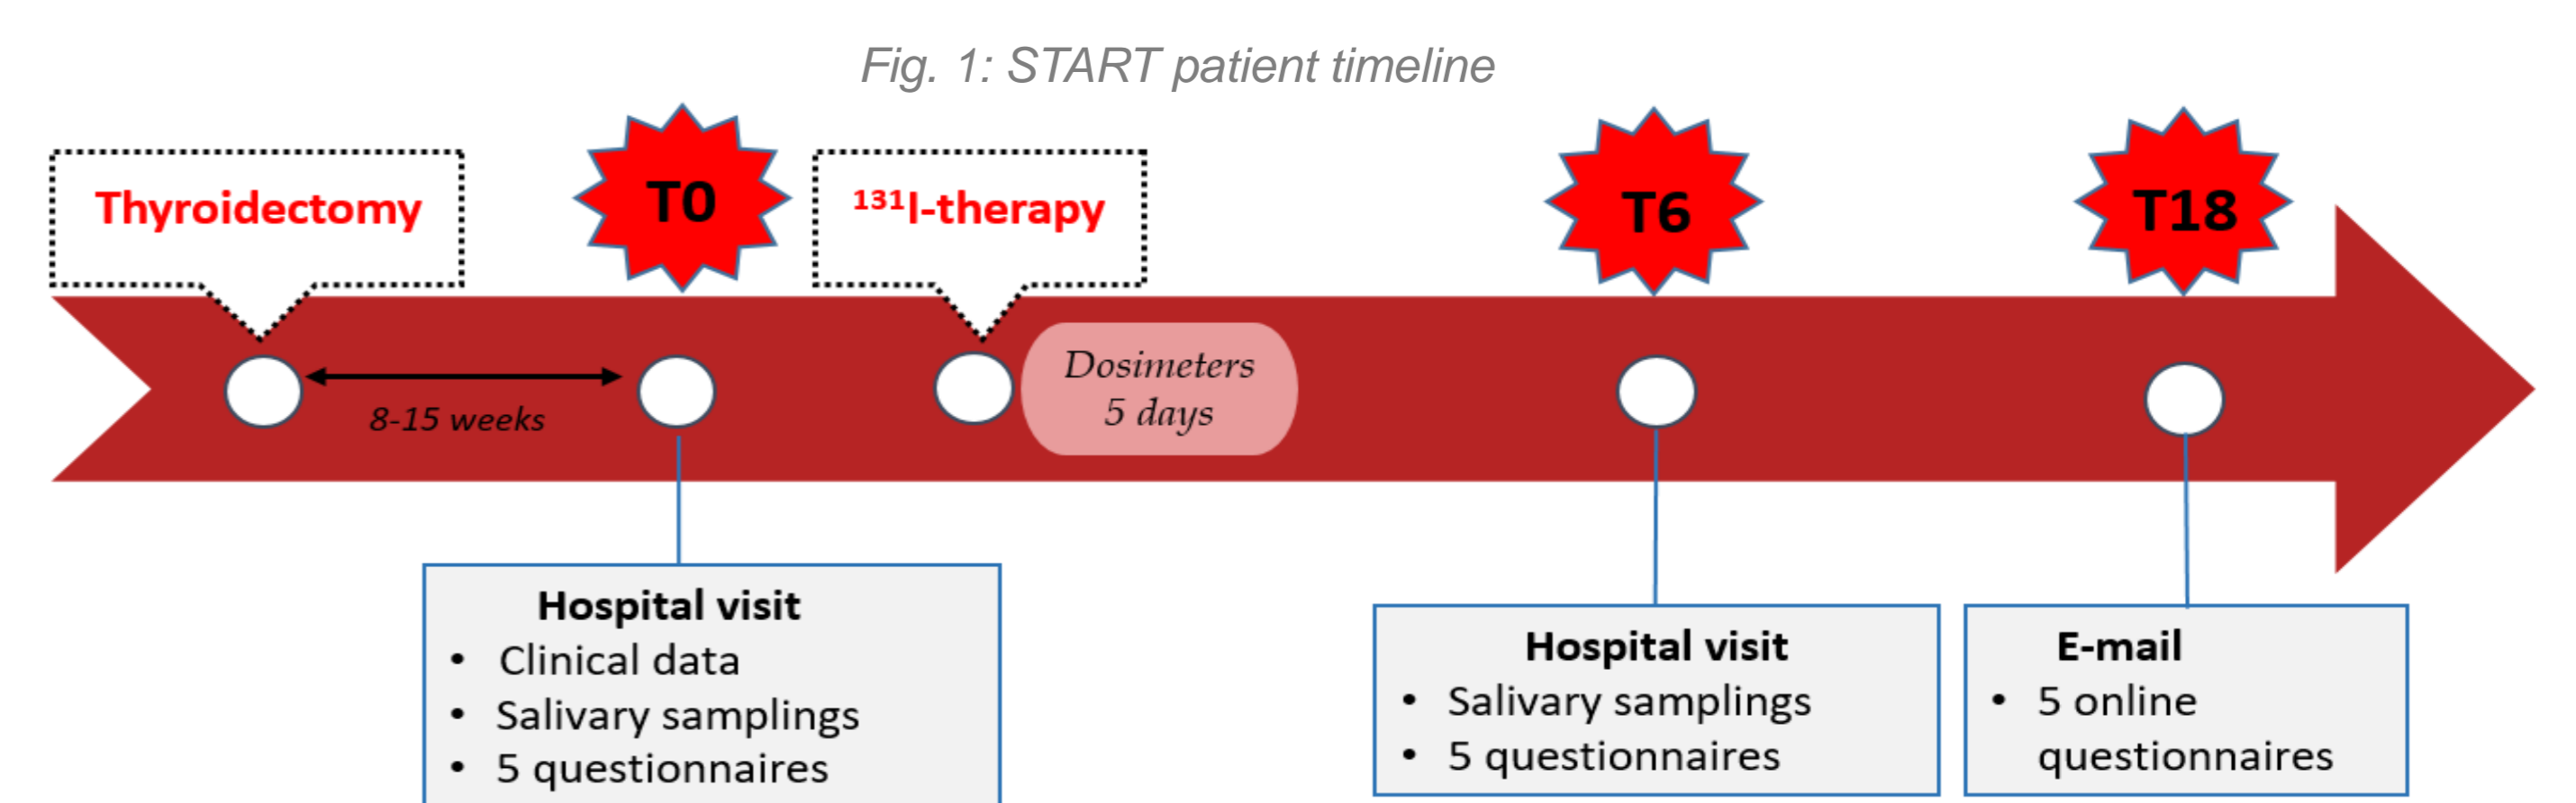 Fig. 1: START patient timeline
Thyroidectomy
T0
¹³¹I-therapy
T6
T18
8-15 weeks
Dosimeters
5 days
Hospital visit
• Clinical data
• Salivary samplings
• 5 questionnaires
Hospital visit
• Salivary samplings
• 5 questionnaires
E-mail
• 5 online
questionnaires